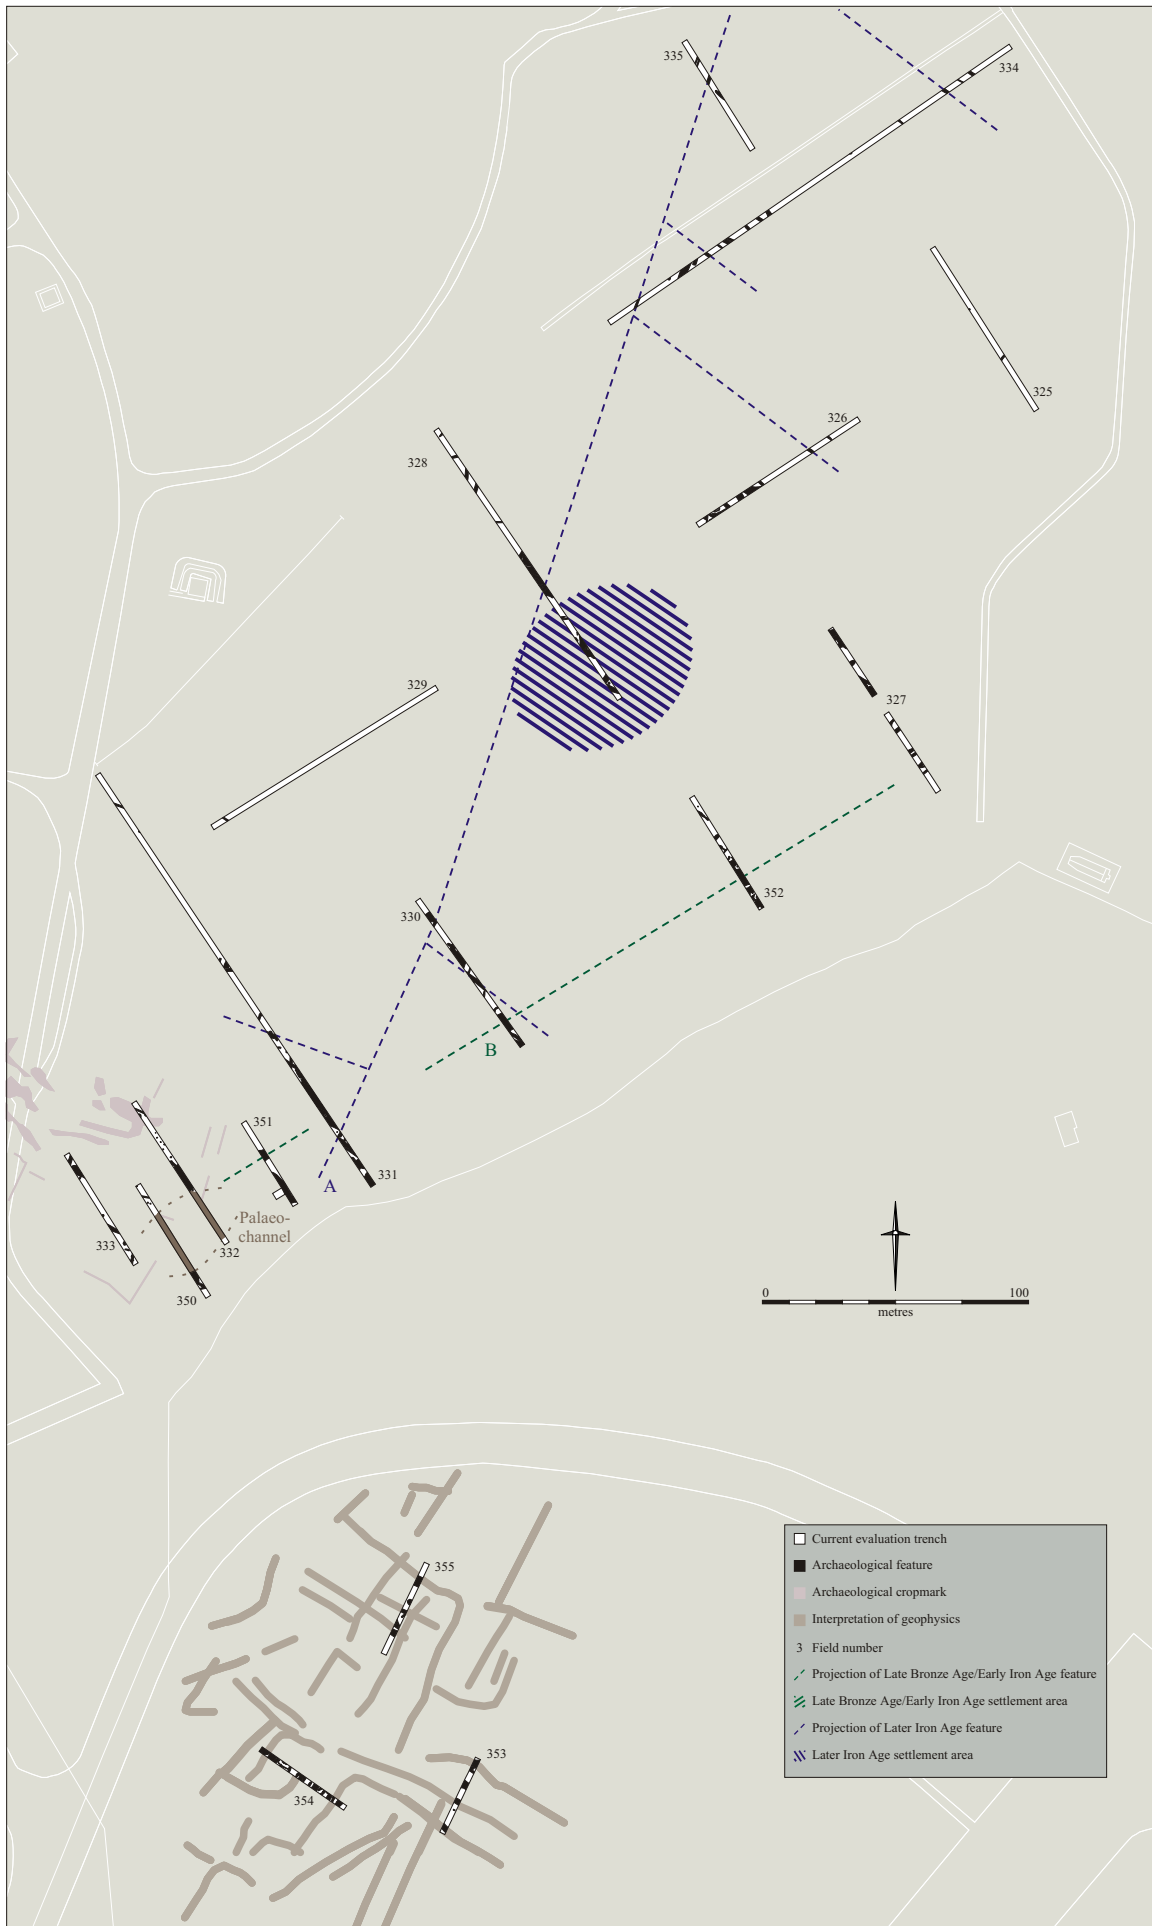 335
334
325
326
328
327
329
352
330
B
351
331
A
Palaeo-
channel
333
332
350
0 100
metres
355
353
354
Current evaluation trench
Archaeological feature
Archaeological cropmark
Interpretation of geophysics
3 Field number
Projection of Late Bronze Age/Early Iron Age feature
Late Bronze Age/Early Iron Age settlement area
Projection of Later Iron Age feature
Later Iron Age settlement area